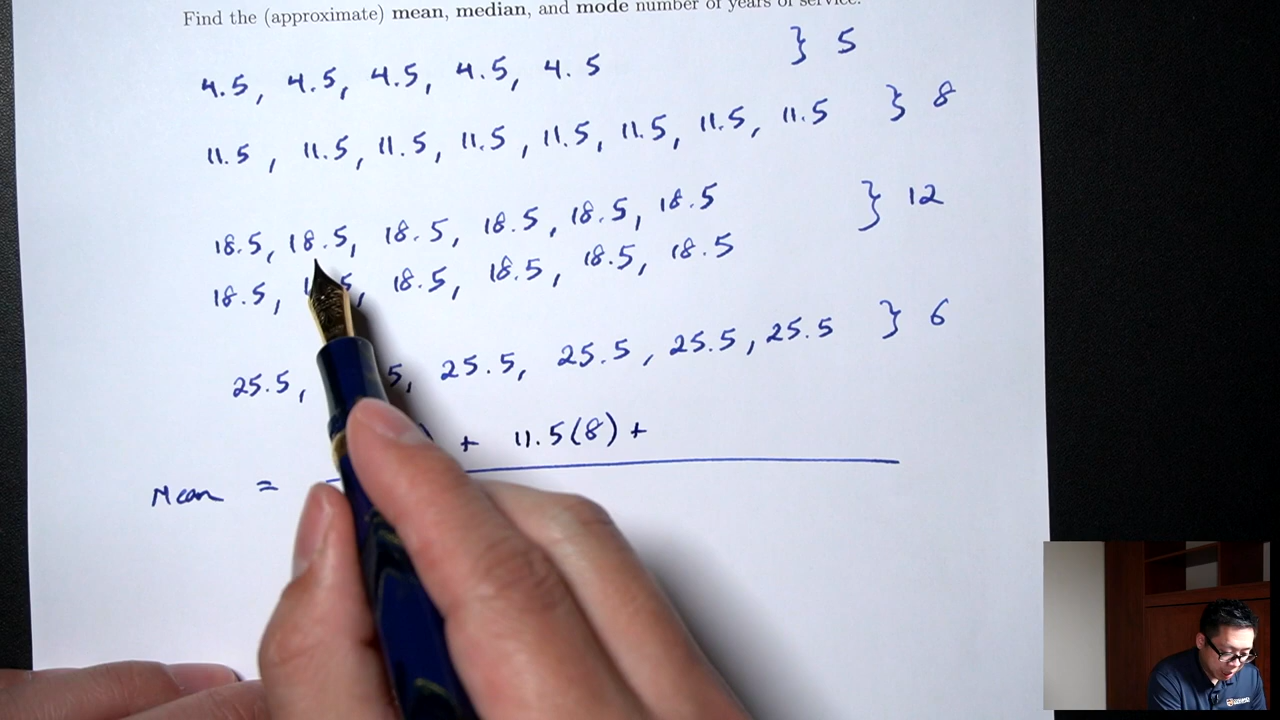 Find the (approximate) mean, median, and mode number of years of service.
4.5, 4.5, 4.5, 4.5, 4.5 } 5
11.5, 11.5, 11.5, 11.5, 11.5, 11.5, 11.5, 11.5 } 8
18.5, 18.5, 18.5, 18.5, 18.5, 18.5 } 12
18.5, 18.5, 18.5, 18.5, 18.5
25.5, 5, 25.5, 25.5, 25.5, 25.5 } 6
) + 11.5(8) +
Mean =